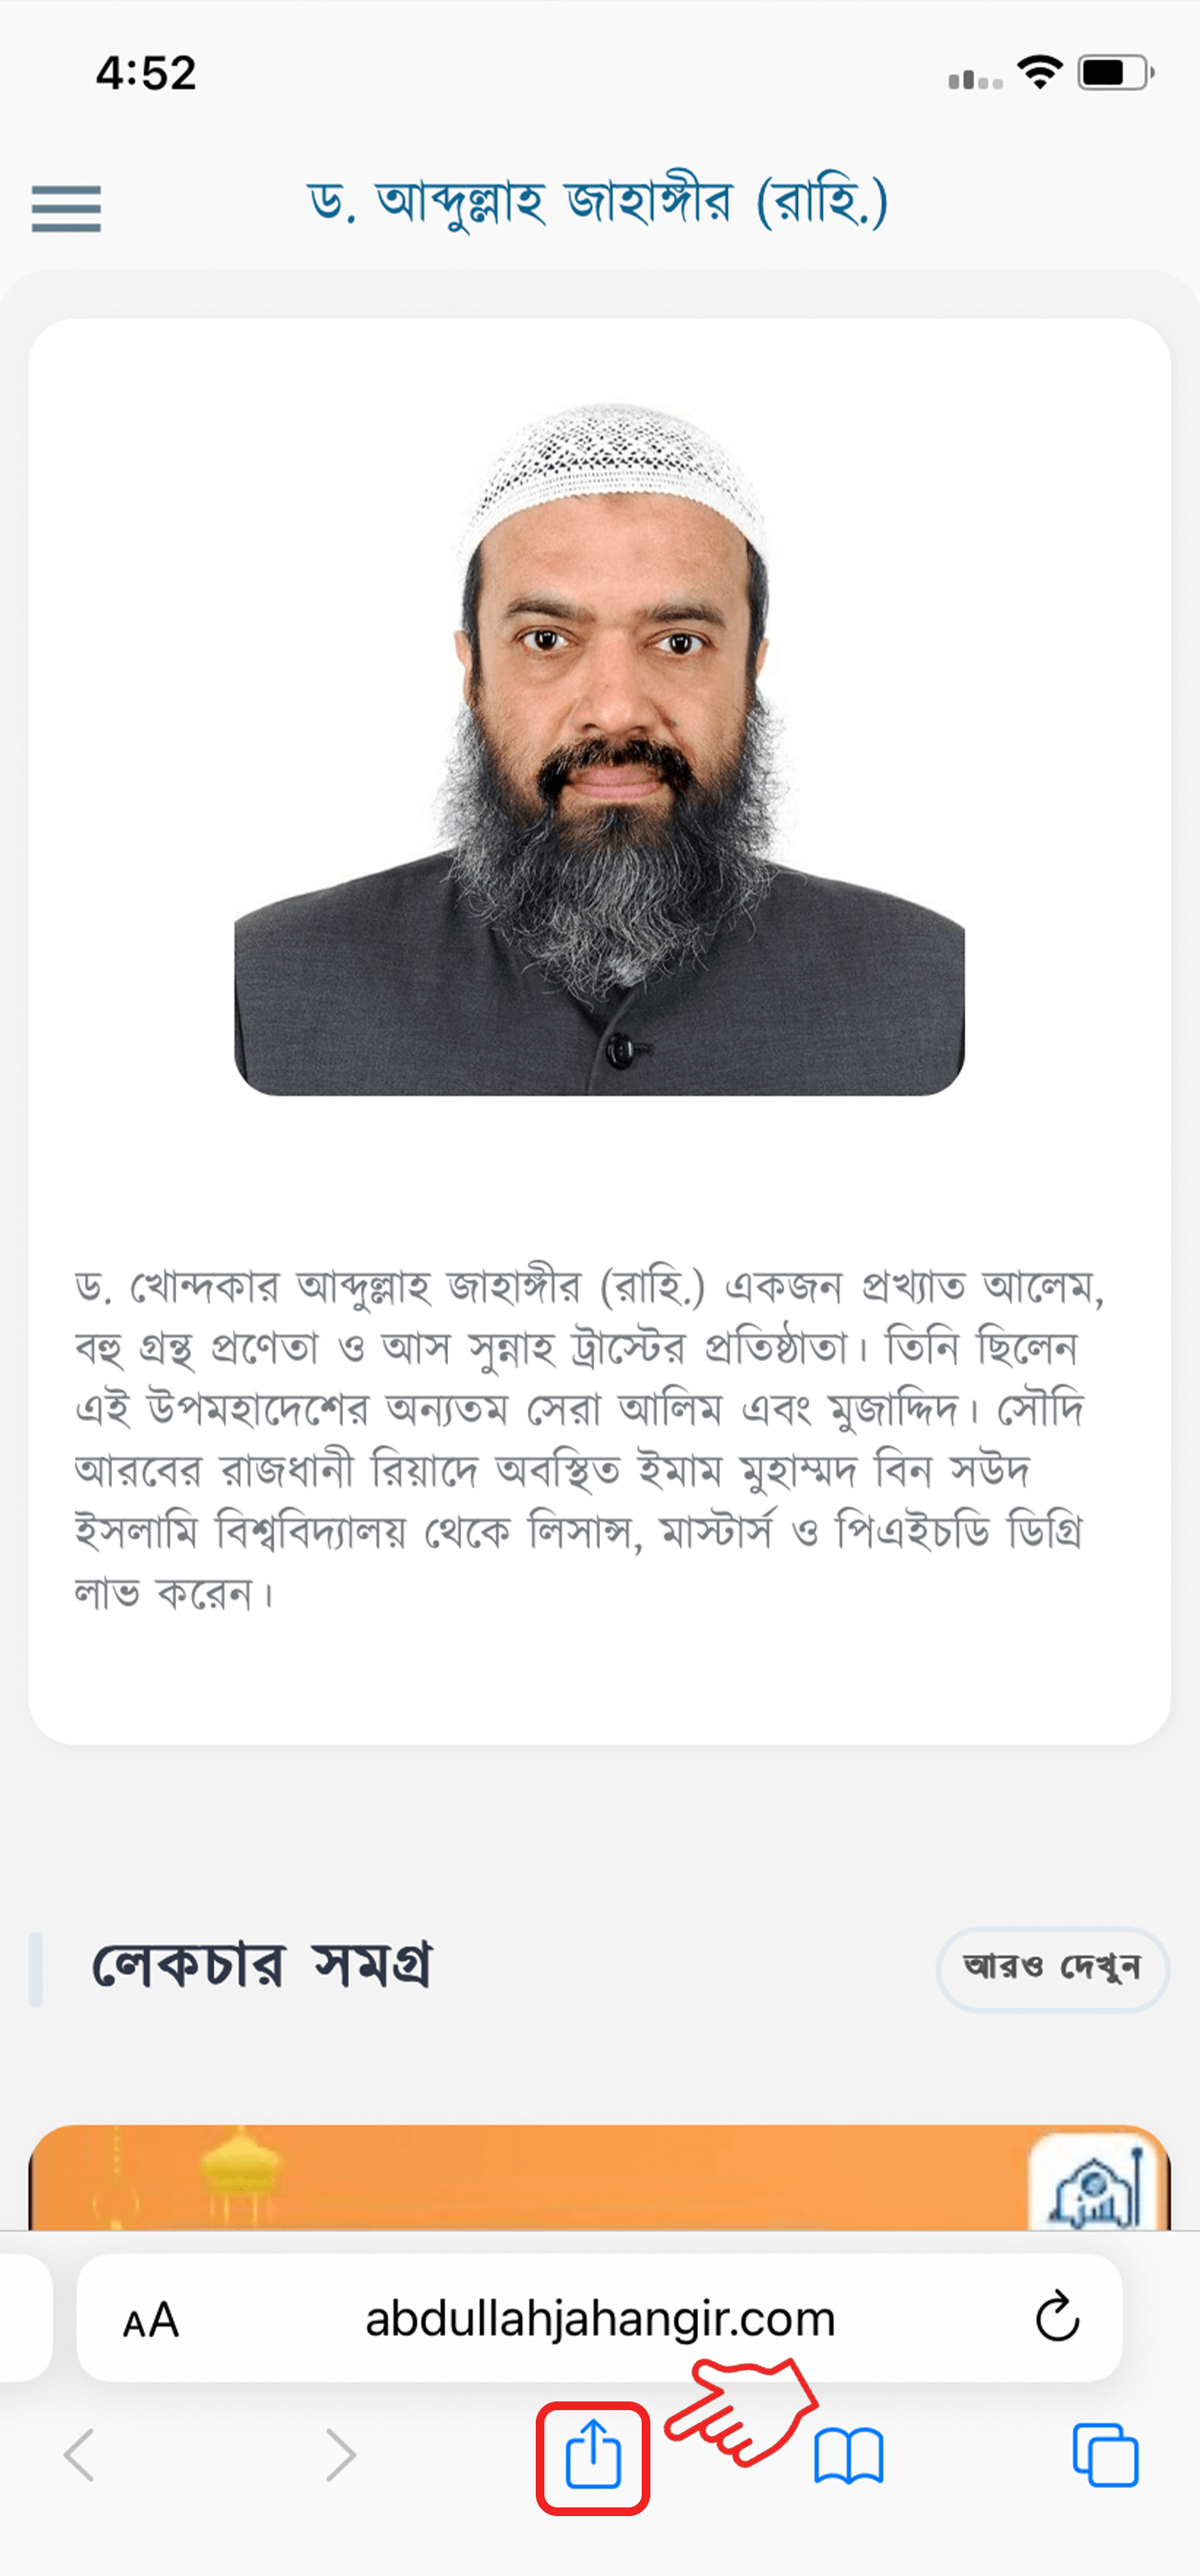 4:52
ড. আব্দুল্লাহ জাহাঙ্গীর (রাহি.)
ড. খোন্দকার আব্দুল্লাহ জাহাঙ্গীর (রাহি.) একজন প্রখ্যাত আলেম,
বহু গ্রন্থ প্রণেতা ও আস সুন্নাহ ট্রাস্টের প্রতিষ্ঠাতা। তিনি ছিলেন
এই উপমহাদেশের অন্যতম সেরা আলিম এবং মুজাদ্দিদ। সৌদি
আরবের রাজধানী রিয়াদে অবস্থিত ইমাম মুহাম্মদ বিন সউদ
ইসলামি বিশ্ববিদ্যালয় থেকে লিসান্স, মাস্টার্স ও পিএইচডি ডিগ্রি
লাভ করেন।
লেকচার সমগ্র
আরও দেখুন
AA abdullahjahangir.com